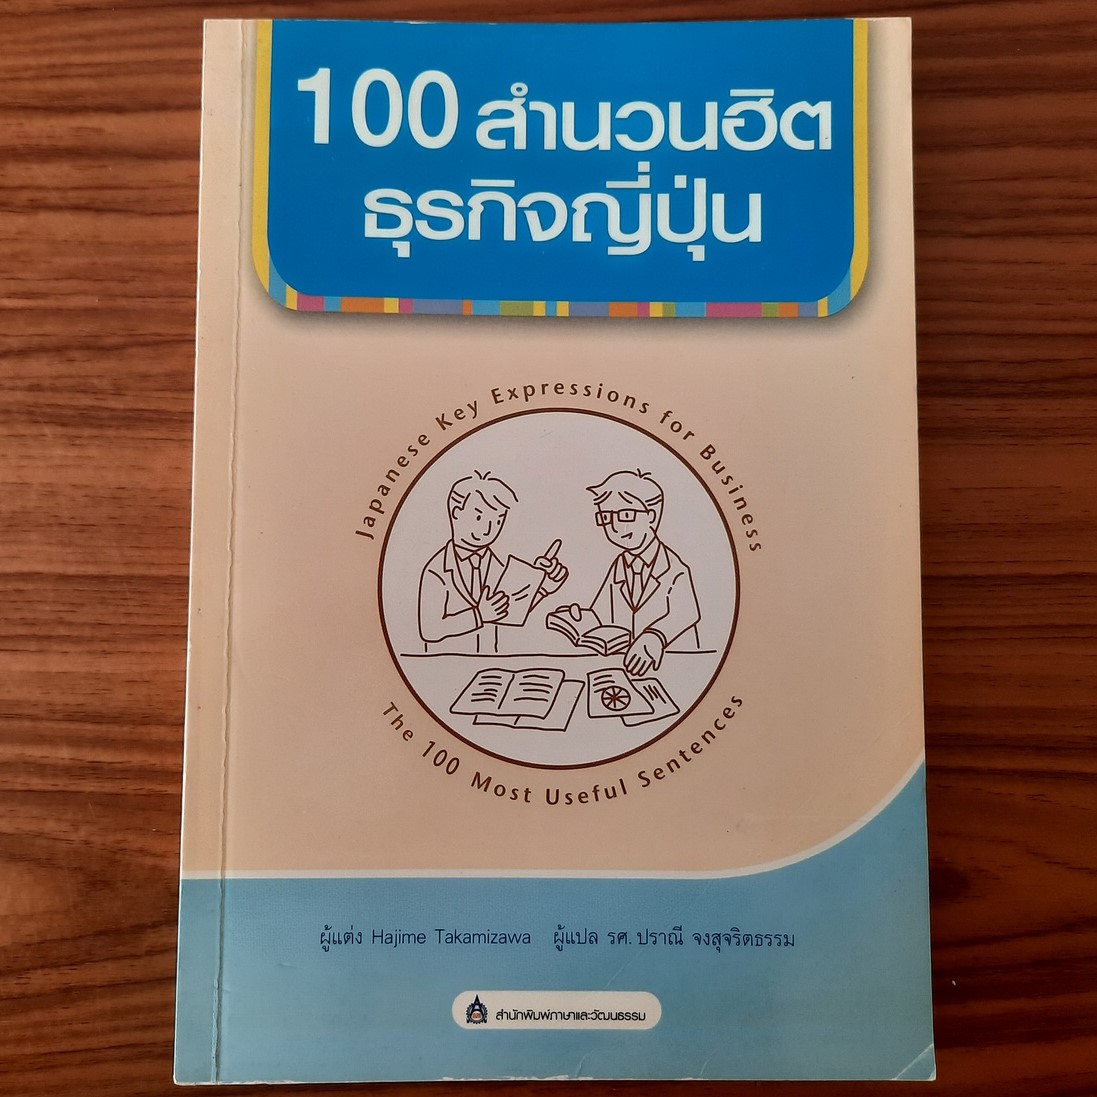 100 สำนวนฮิต
ธุรกิจญี่ปุ่น
Japanese Key Expressions for Business
The 100 Most Useful Sentences
ผู้แต่ง Hajime Takamizawa ผู้แปล รศ. ปราณี จงสุจริตธรรม
สำนักพิมพ์ภาษาและวัฒนธรรม